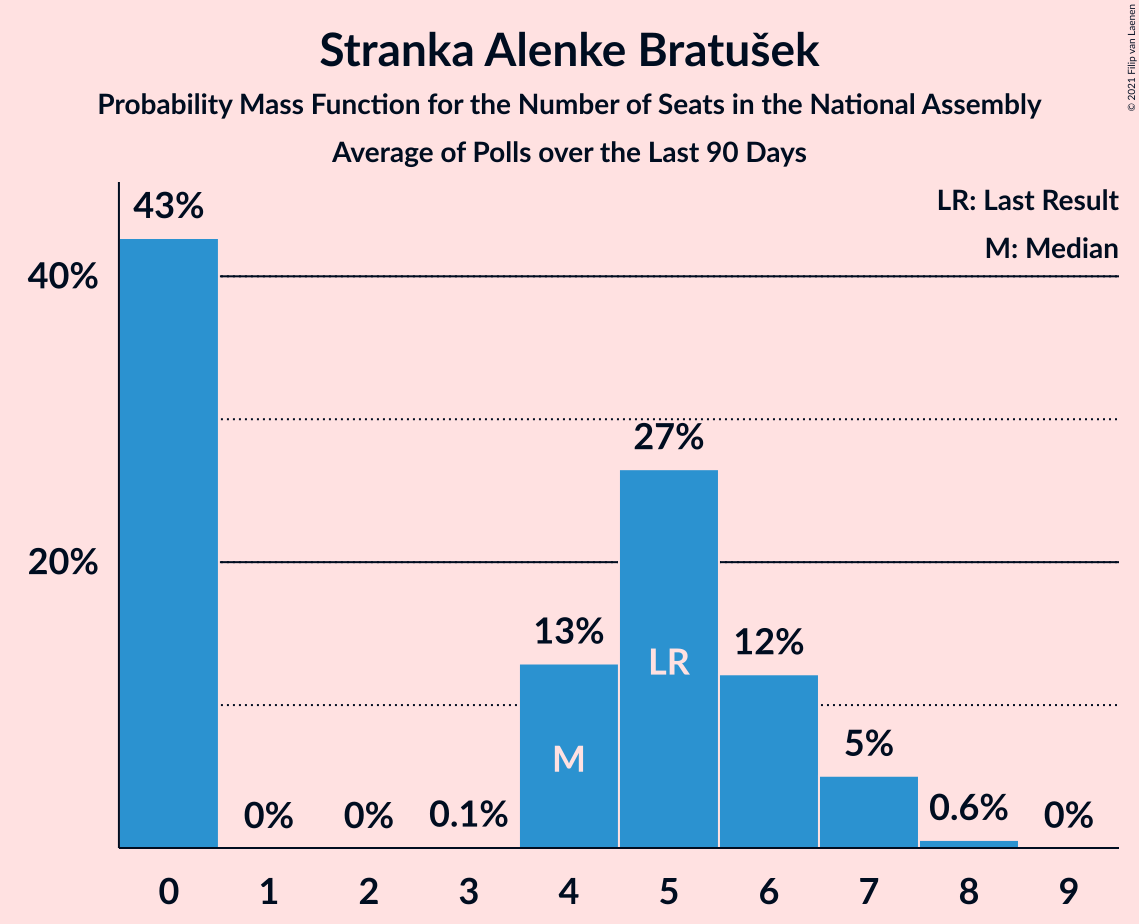 Stranka Alenke Bratušek
Probability Mass Function for the Number of Seats in the National Assembly
Average of Polls over the Last 90 Days
© 2021 Filip van Laenen
LR: Last Result
M: Median
43%
40%
27%
20%
13%
12%
LR
M
5%
0%
0%
0.1%
0.6%
0%
0
1
2
3
4
5
6
7
8
9